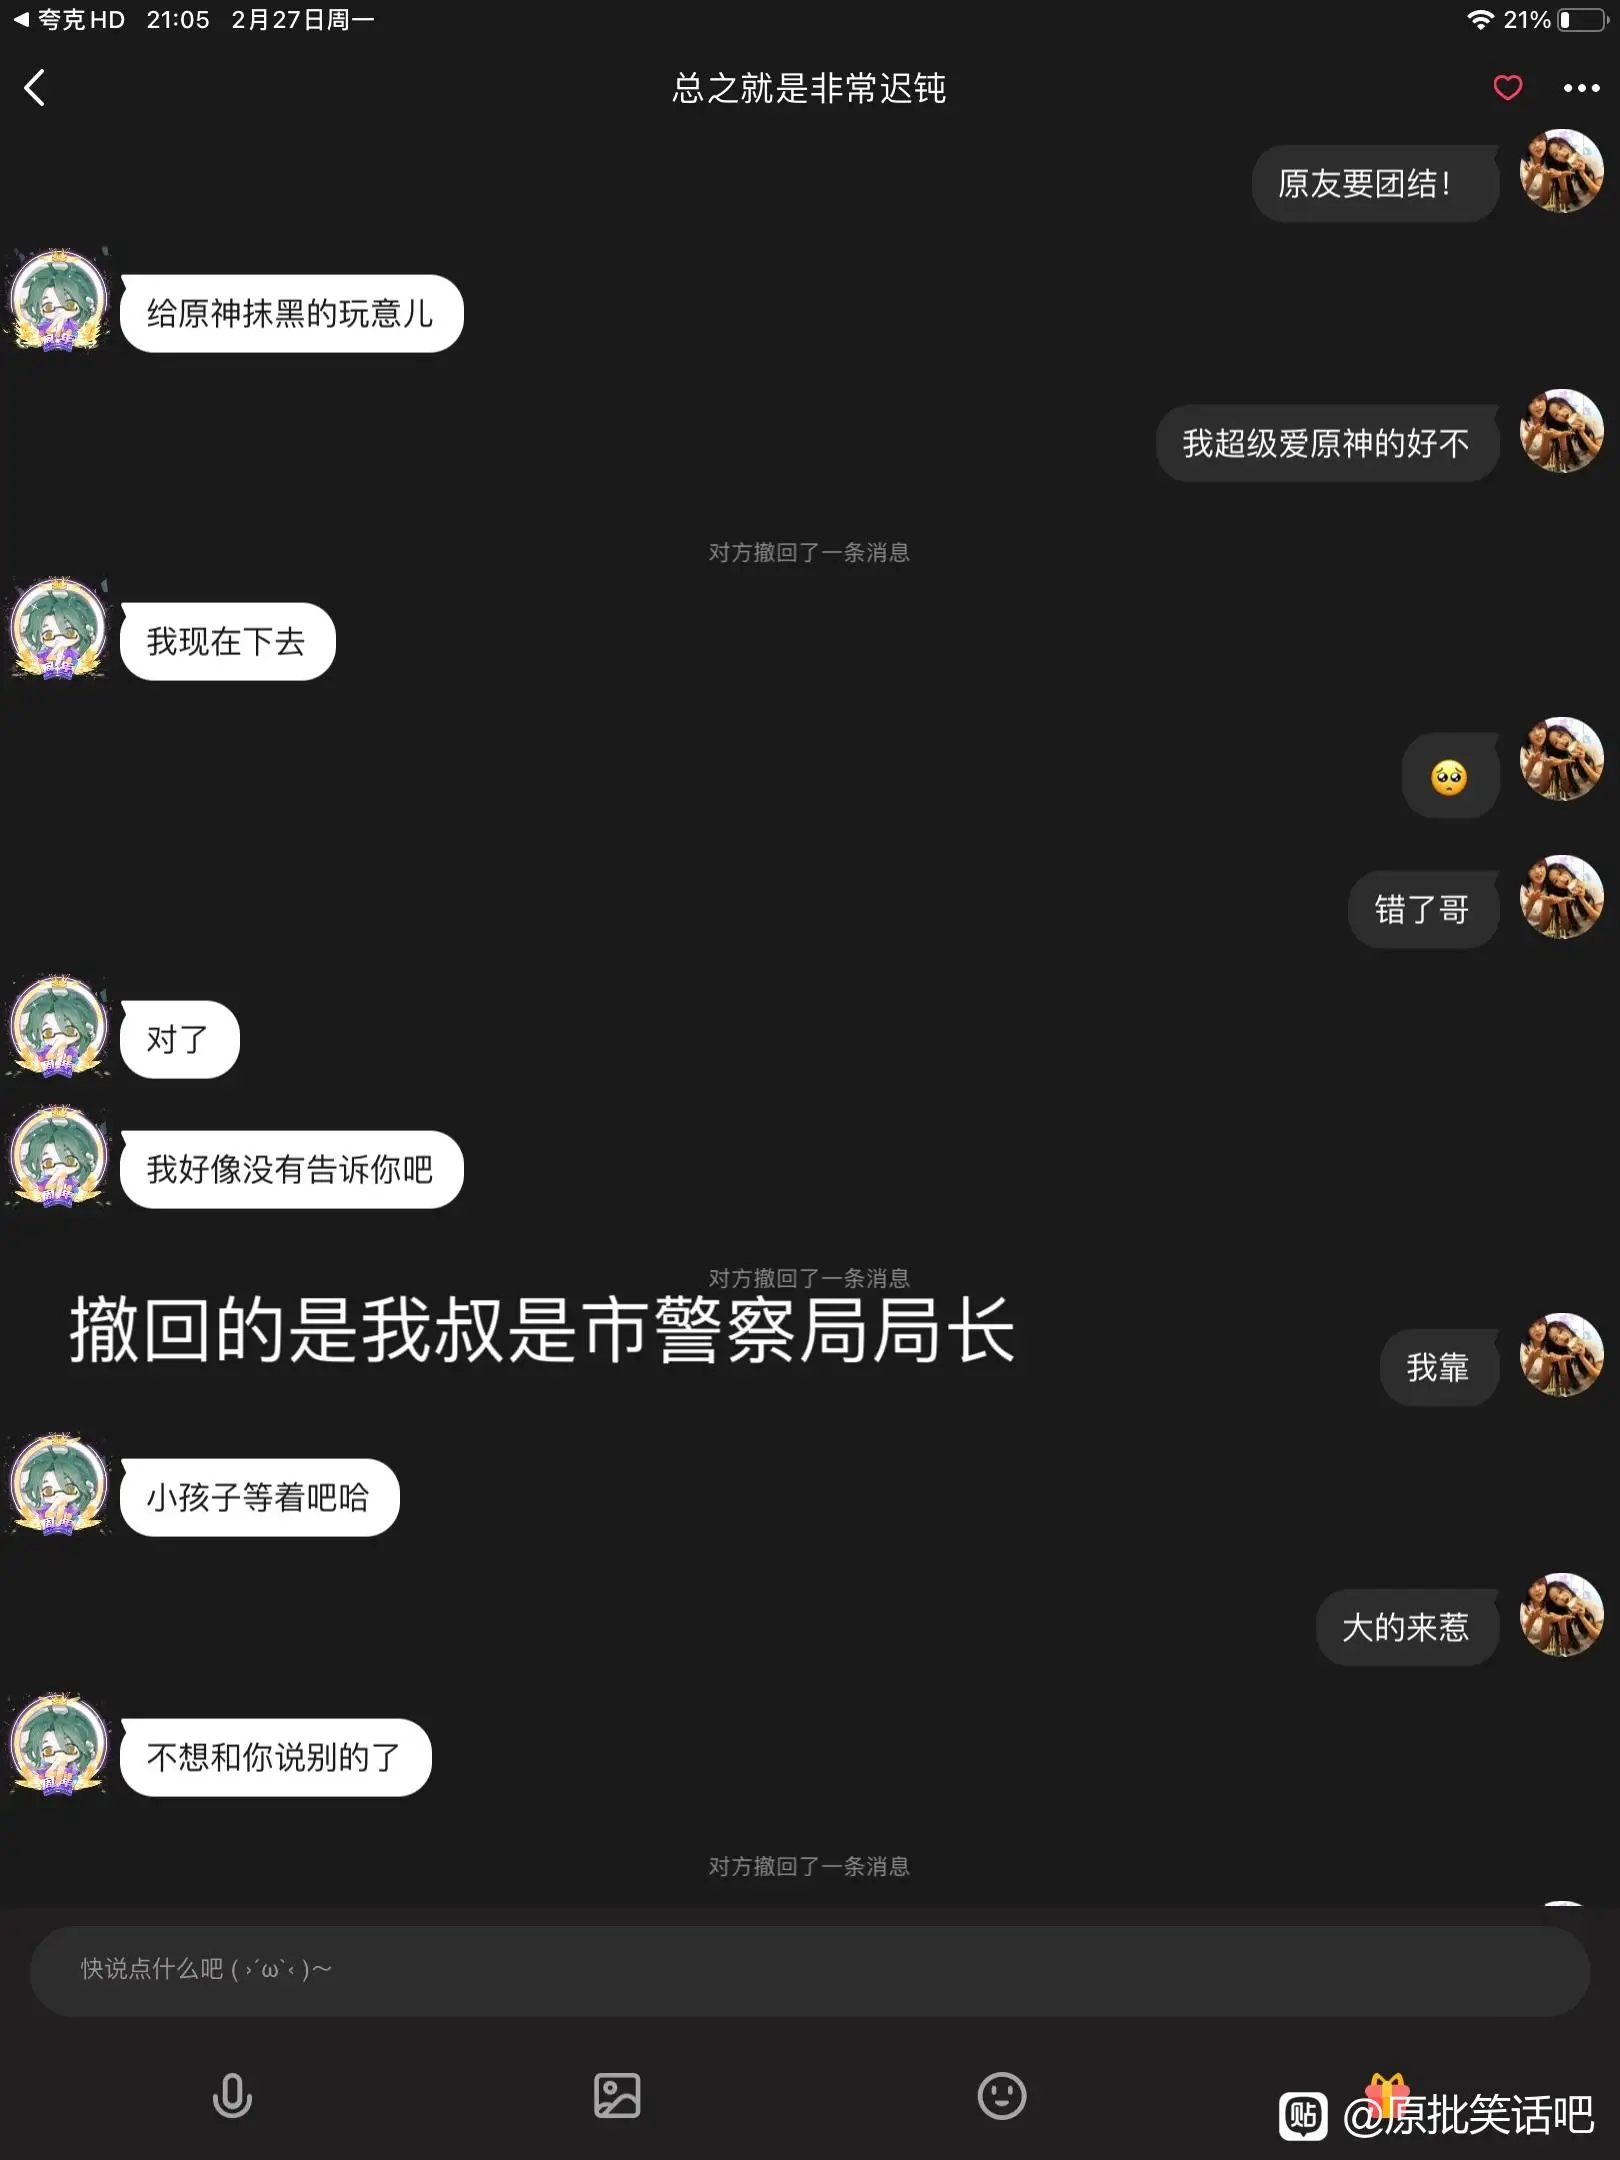 夸克HD 21:05 2月27日周一 21%
总之就是非常迟钝
原友要团结！
给原神抹黑的玩意儿
我超级爱原神的好不
对方撤回了一条消息
我现在下去
🥺
错了哥
对了
我好像没有告诉你吧
对方撤回了一条消息
撤回的是我叔是市警察局局长
我靠
小孩子等着吧哈
大的来惹
不想和你说别的了
对方撤回了一条消息
快说点什么吧 ( ›´ω`‹ )～
贴 @原批笑话吧